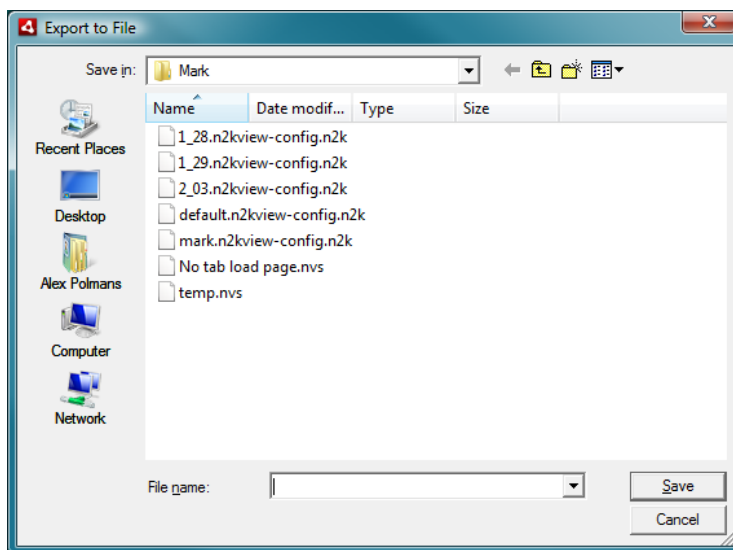 Export to File
Save in: Mark
Name Date modif... Type Size
1_28.n2kview-config.n2k
1_29.n2kview-config.n2k
2_03.n2kview-config.n2k
default.n2kview-config.n2k
mark.n2kview-config.n2k
No tab load page.nvs
temp.nvs
Recent Places
Desktop
Alex Polmans
Computer
Network
File name:
Save
Cancel